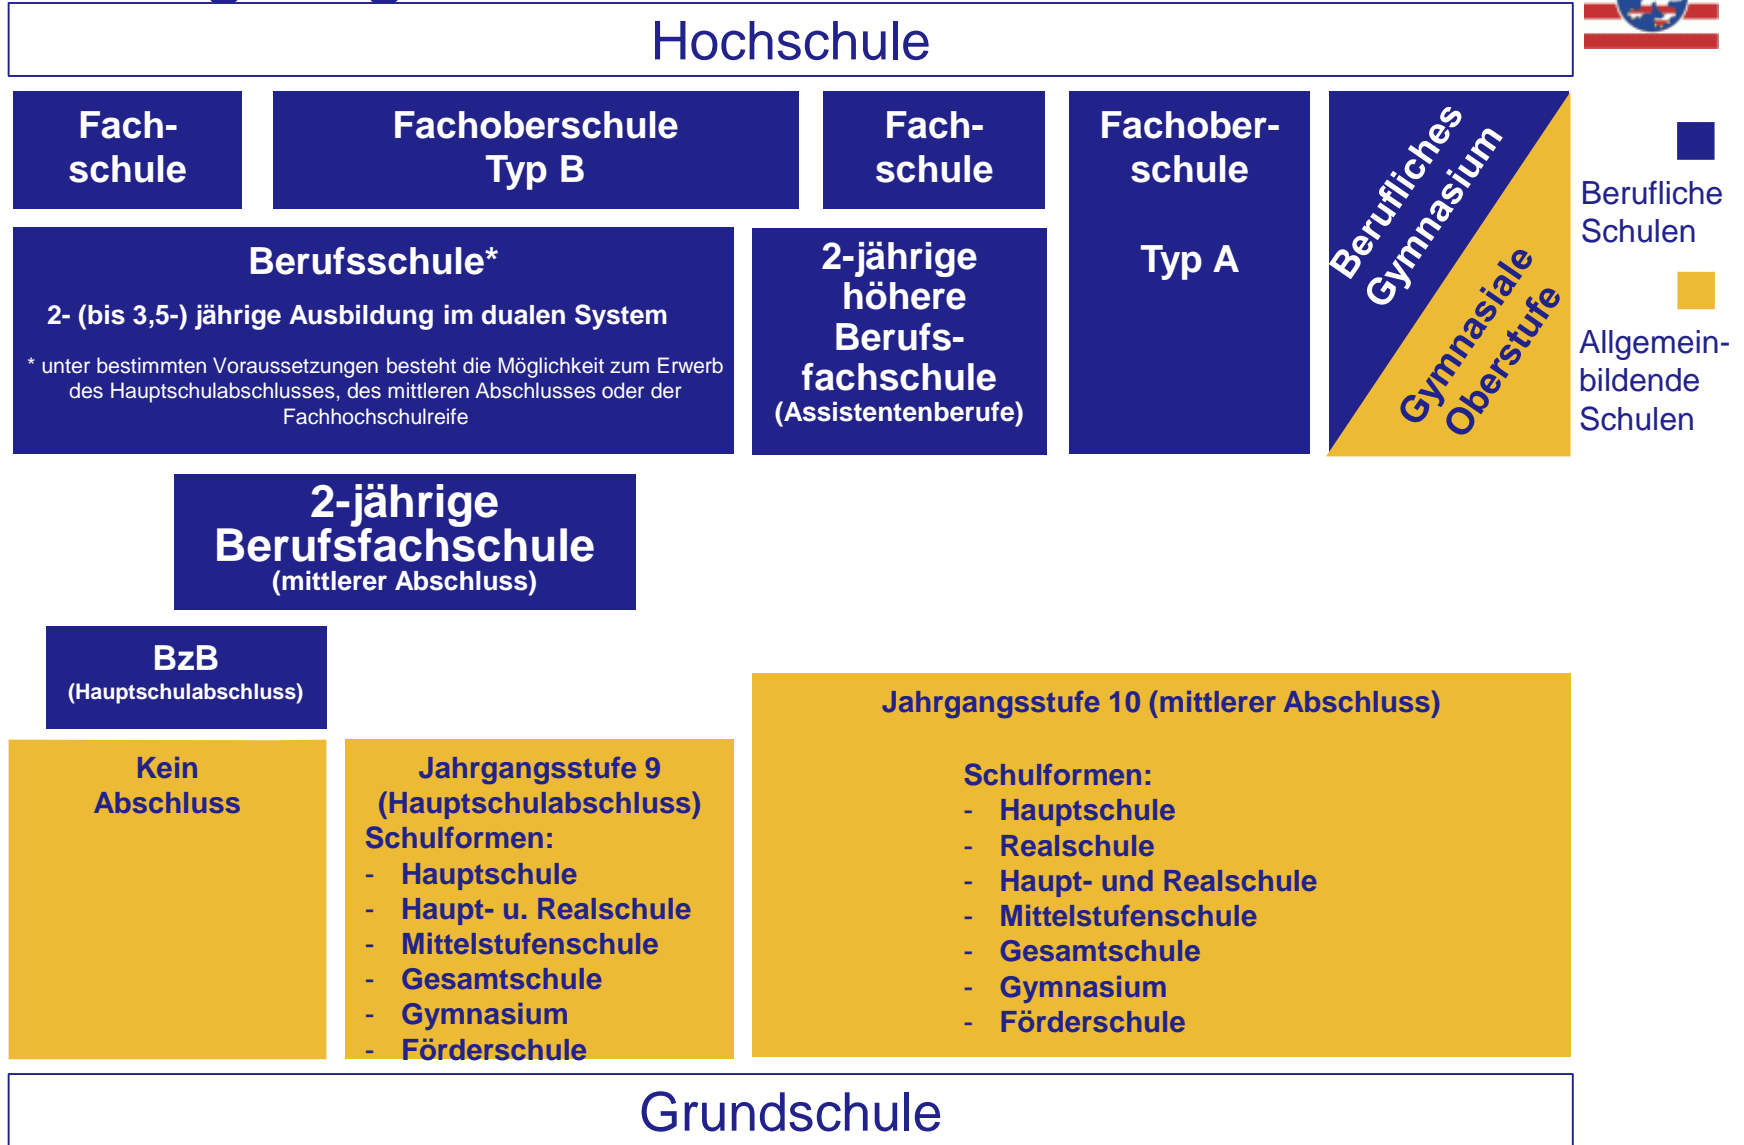 Hochschule
Fach-
schule
Fachoberschule
Typ B
Fach-
schule
Fachober-
schule
Typ A
Berufliches
Gymnasium
Gymnasiale
Oberstufe
Berufliche
Schulen
Allgemein-
bildende
Schulen
Berufsschule*
2- (bis 3,5-) jährige Ausbildung im dualen System
* unter bestimmten Voraussetzungen besteht die Möglichkeit zum Erwerb
des Hauptschulabschlusses, des mittleren Abschlusses oder der
Fachhochschulreife
2-jährige
höhere
Berufs-
fachschule
(Assistentenberufe)
2-jährige
Berufsfachschule
(mittlerer Abschluss)
BzB
(Hauptschulabschluss)
Kein
Abschluss
Jahrgangsstufe 9
(Hauptschulabschluss)
Schulformen:
- Hauptschule
- Haupt- u. Realschule
- Mittelstufenschule
- Gesamtschule
- Gymnasium
- Förderschule
Jahrgangsstufe 10 (mittlerer Abschluss)
Schulformen:
- Hauptschule
- Realschule
- Haupt- und Realschule
- Mittelstufenschule
- Gesamtschule
- Gymnasium
- Förderschule
Grundschule